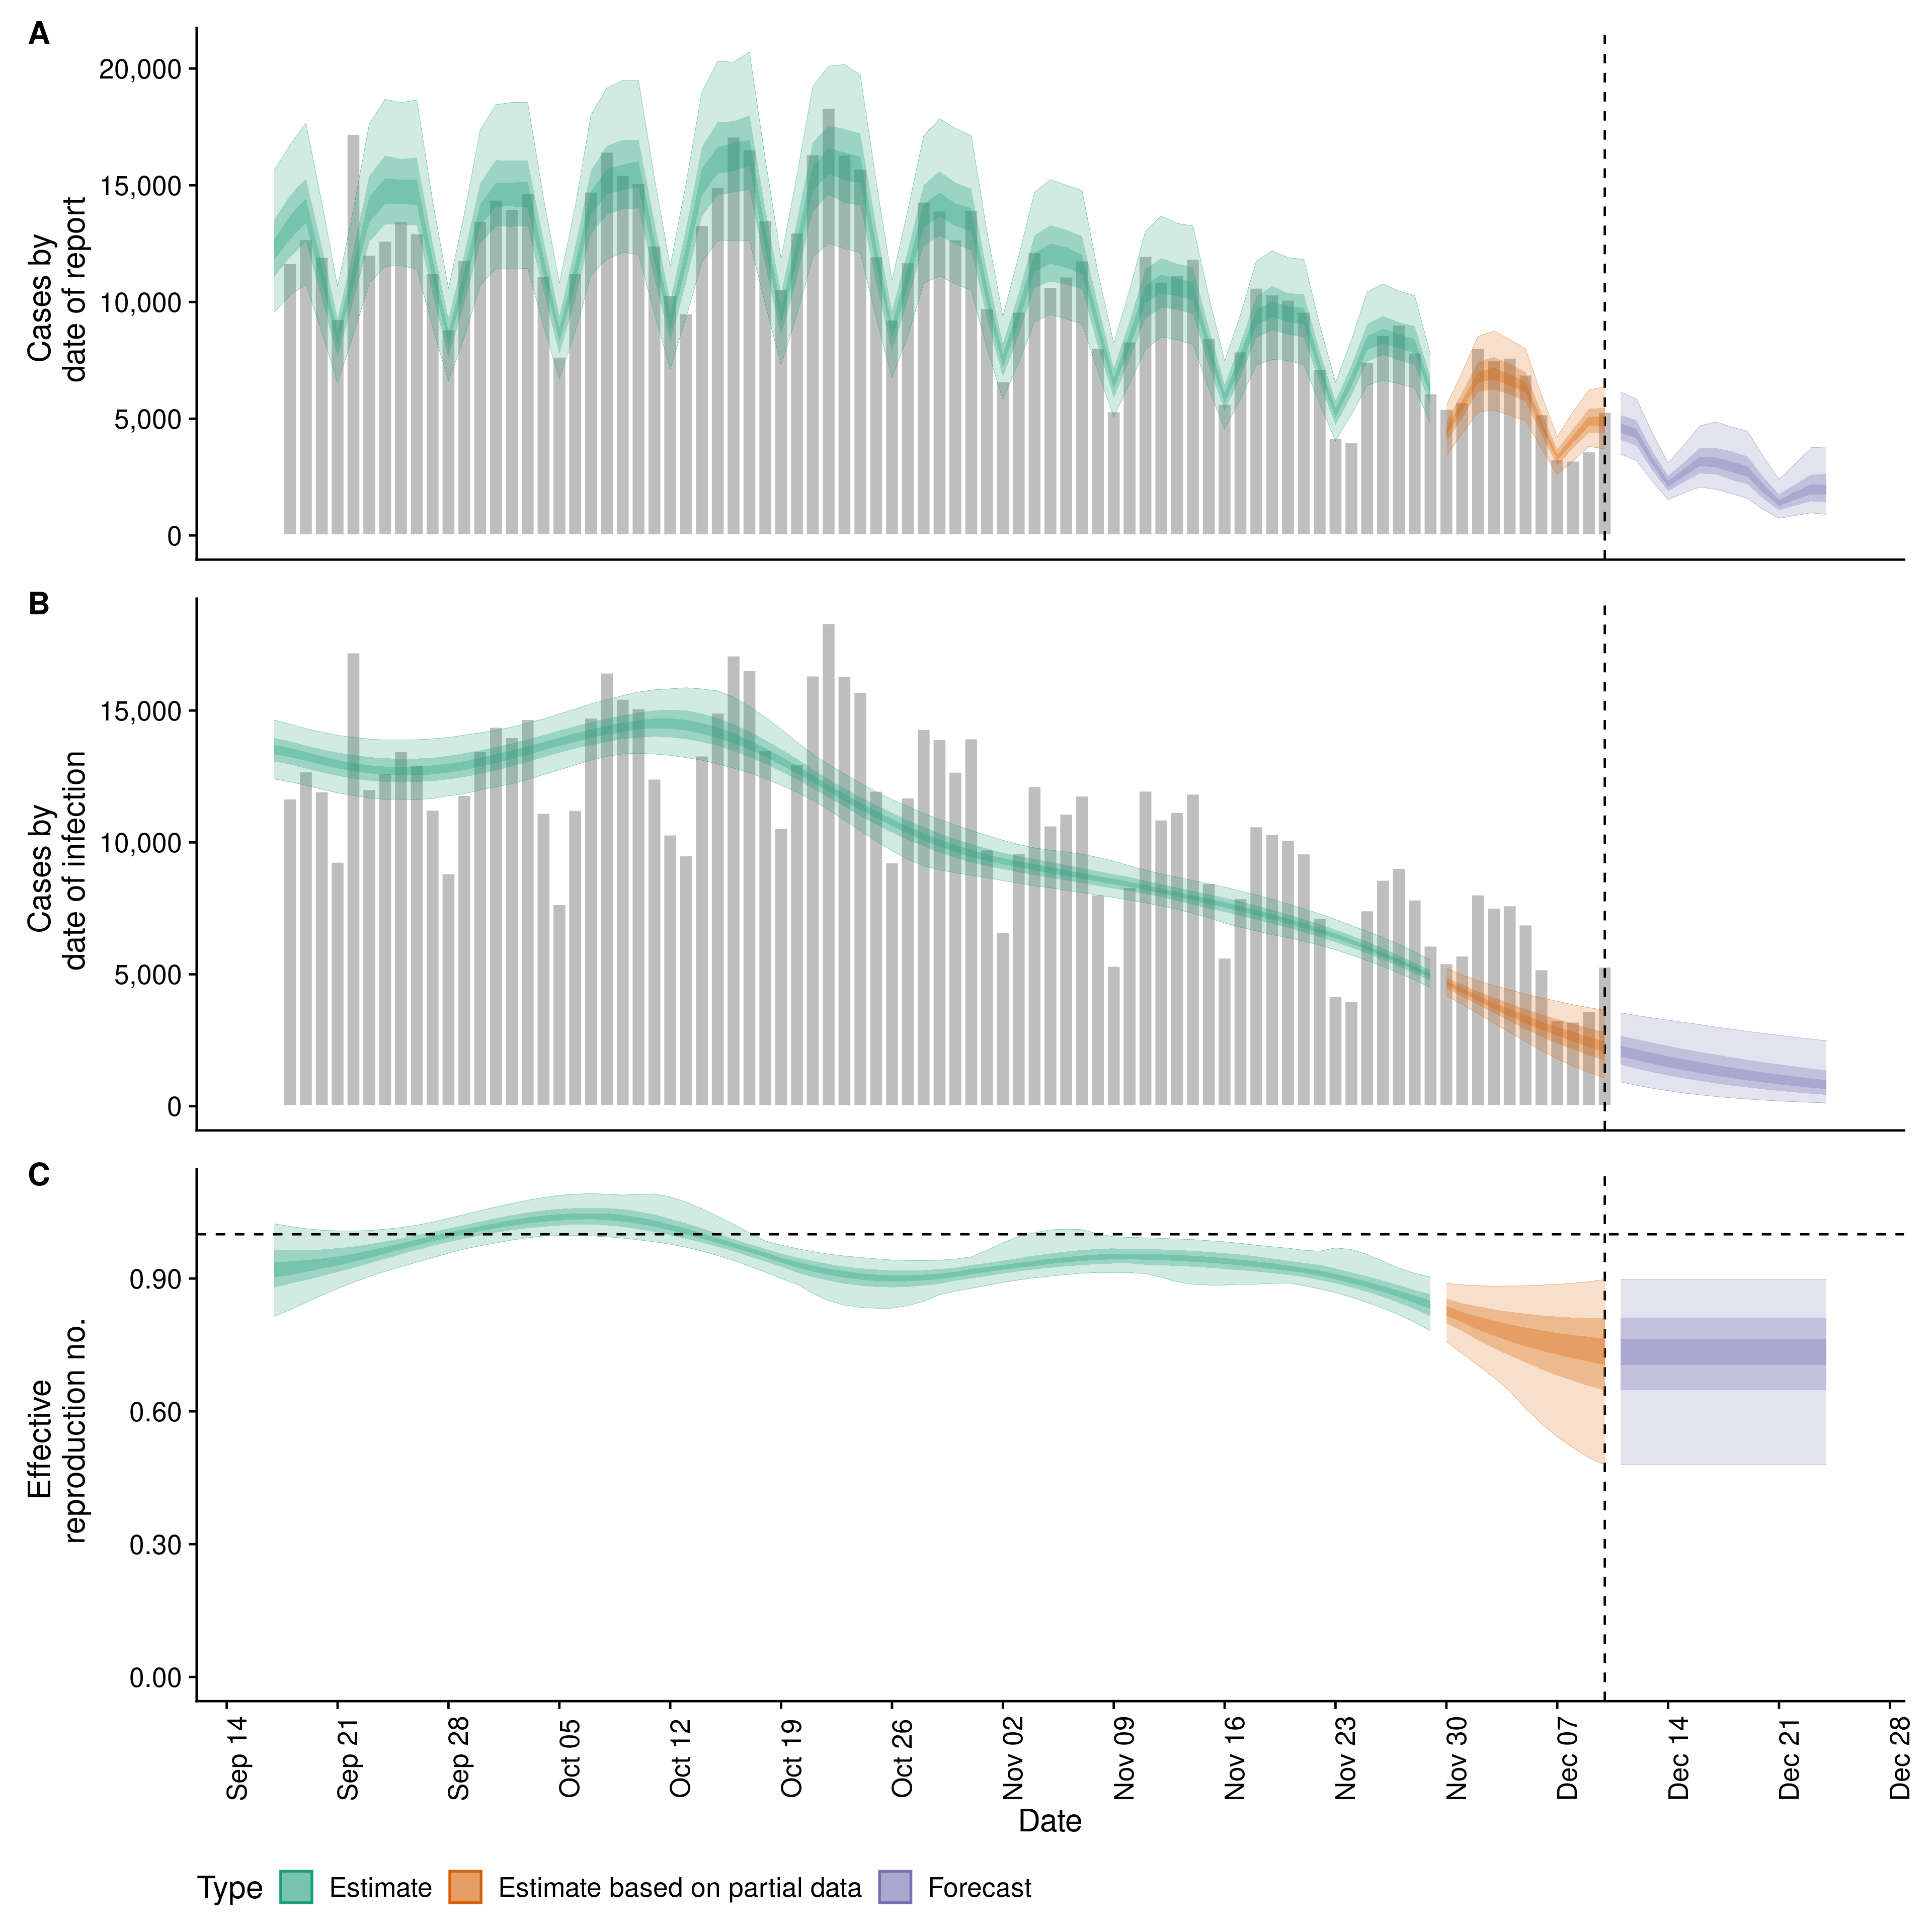 A
Cases by
date of report
20,000
15,000
10,000
5,000
0
B
Cases by
date of infection
15,000
10,000
5,000
0
C
Effective
reproduction no.
0.90
0.60
0.30
0.00
Sep 14
Sep 21
Sep 28
Oct 05
Oct 12
Oct 19
Oct 26
Nov 02
Nov 09
Nov 16
Nov 23
Nov 30
Dec 07
Dec 14
Dec 21
Dec 28
Date
Type Estimate Estimate based on partial data Forecast